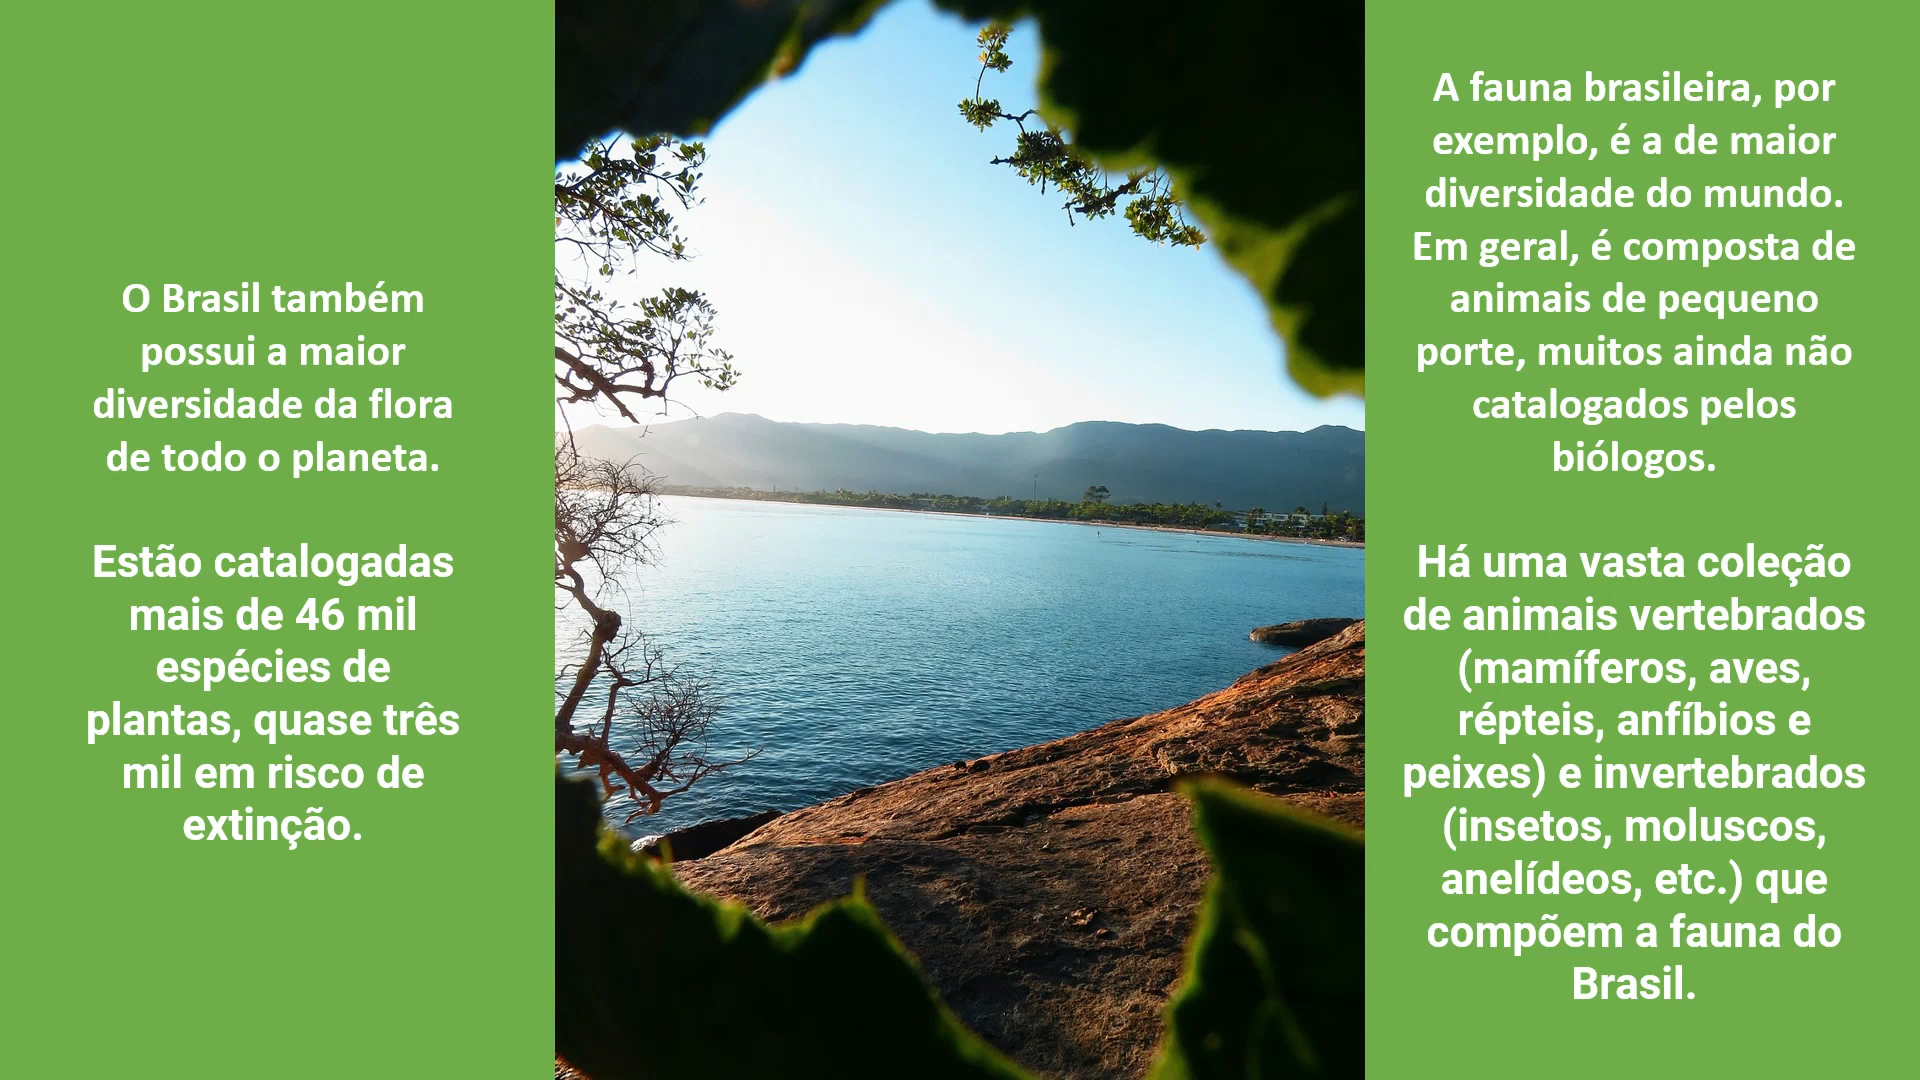 O Brasil também
possui a maior
diversidade da flora
de todo o planeta.
Estão catalogadas
mais de 46 mil
espécies de
plantas, quase três
mil em risco de
extinção.
A fauna brasileira, por
exemplo, é a de maior
diversidade do mundo.
Em geral, é composta de
animais de pequeno
porte, muitos ainda não
catalogados pelos
biólogos.
Há uma vasta coleção
de animais vertebrados
(mamíferos, aves,
répteis, anfíbios e
peixes) e invertebrados
(insetos, moluscos,
anelídeos, etc.) que
compõem a fauna do
Brasil.